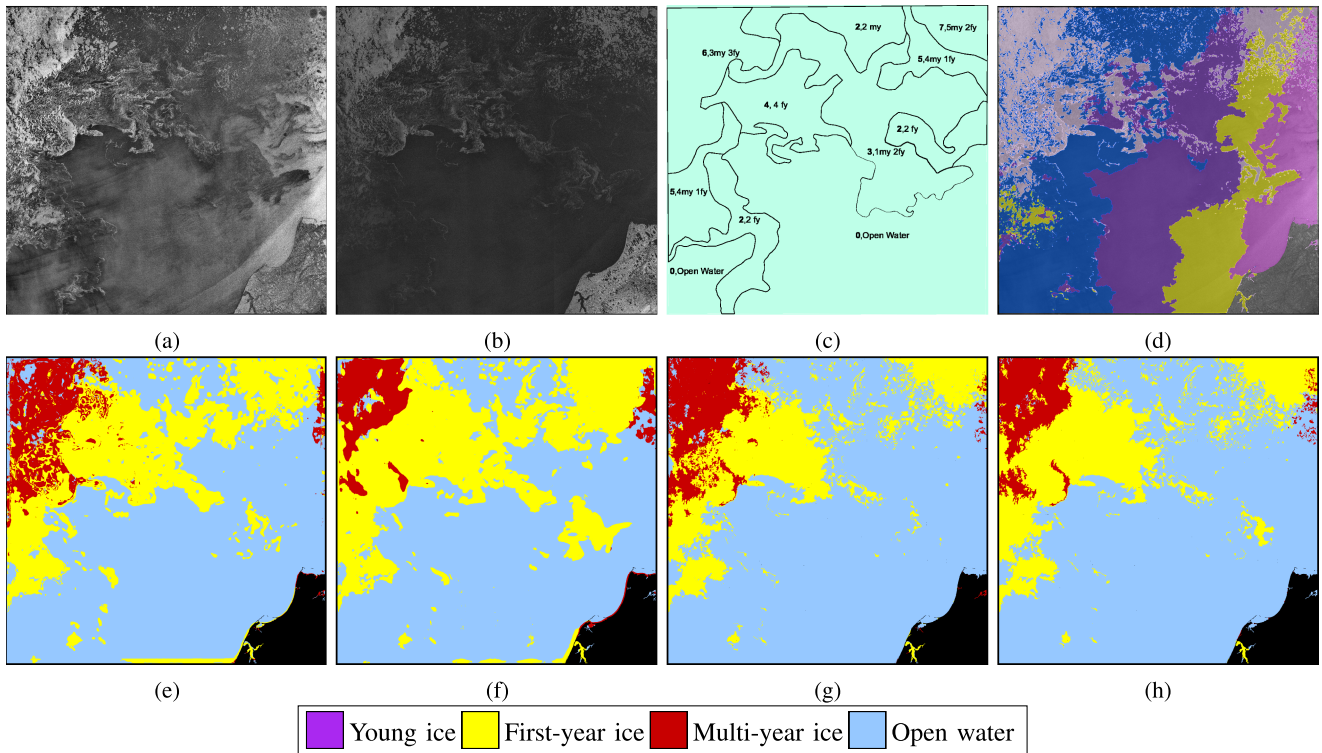 2,2 my
7,5my 2fy
6,3my 3fy
5,4my 1fy
4, 4 fy
2,2 fy
3,1my 2fy
5,4my 1fy
2,2 fy
0,Open Water
0,Open Water
(a) (b) (c) (d)
(e) (f) (g) (h)
Young ice First-year ice Multi-year ice Open water